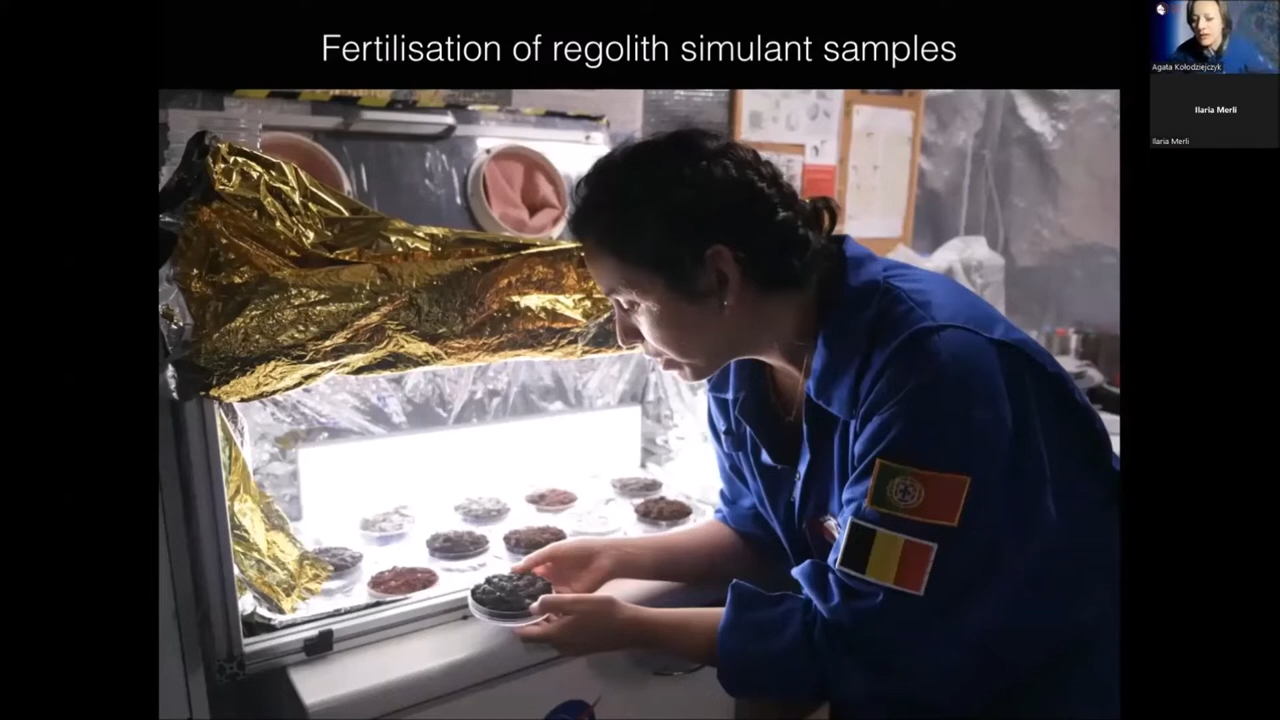 Fertilisation of regolith simulant samples
Agata Kołodziejczyk
Ilaria Merli
Ilaria Merli